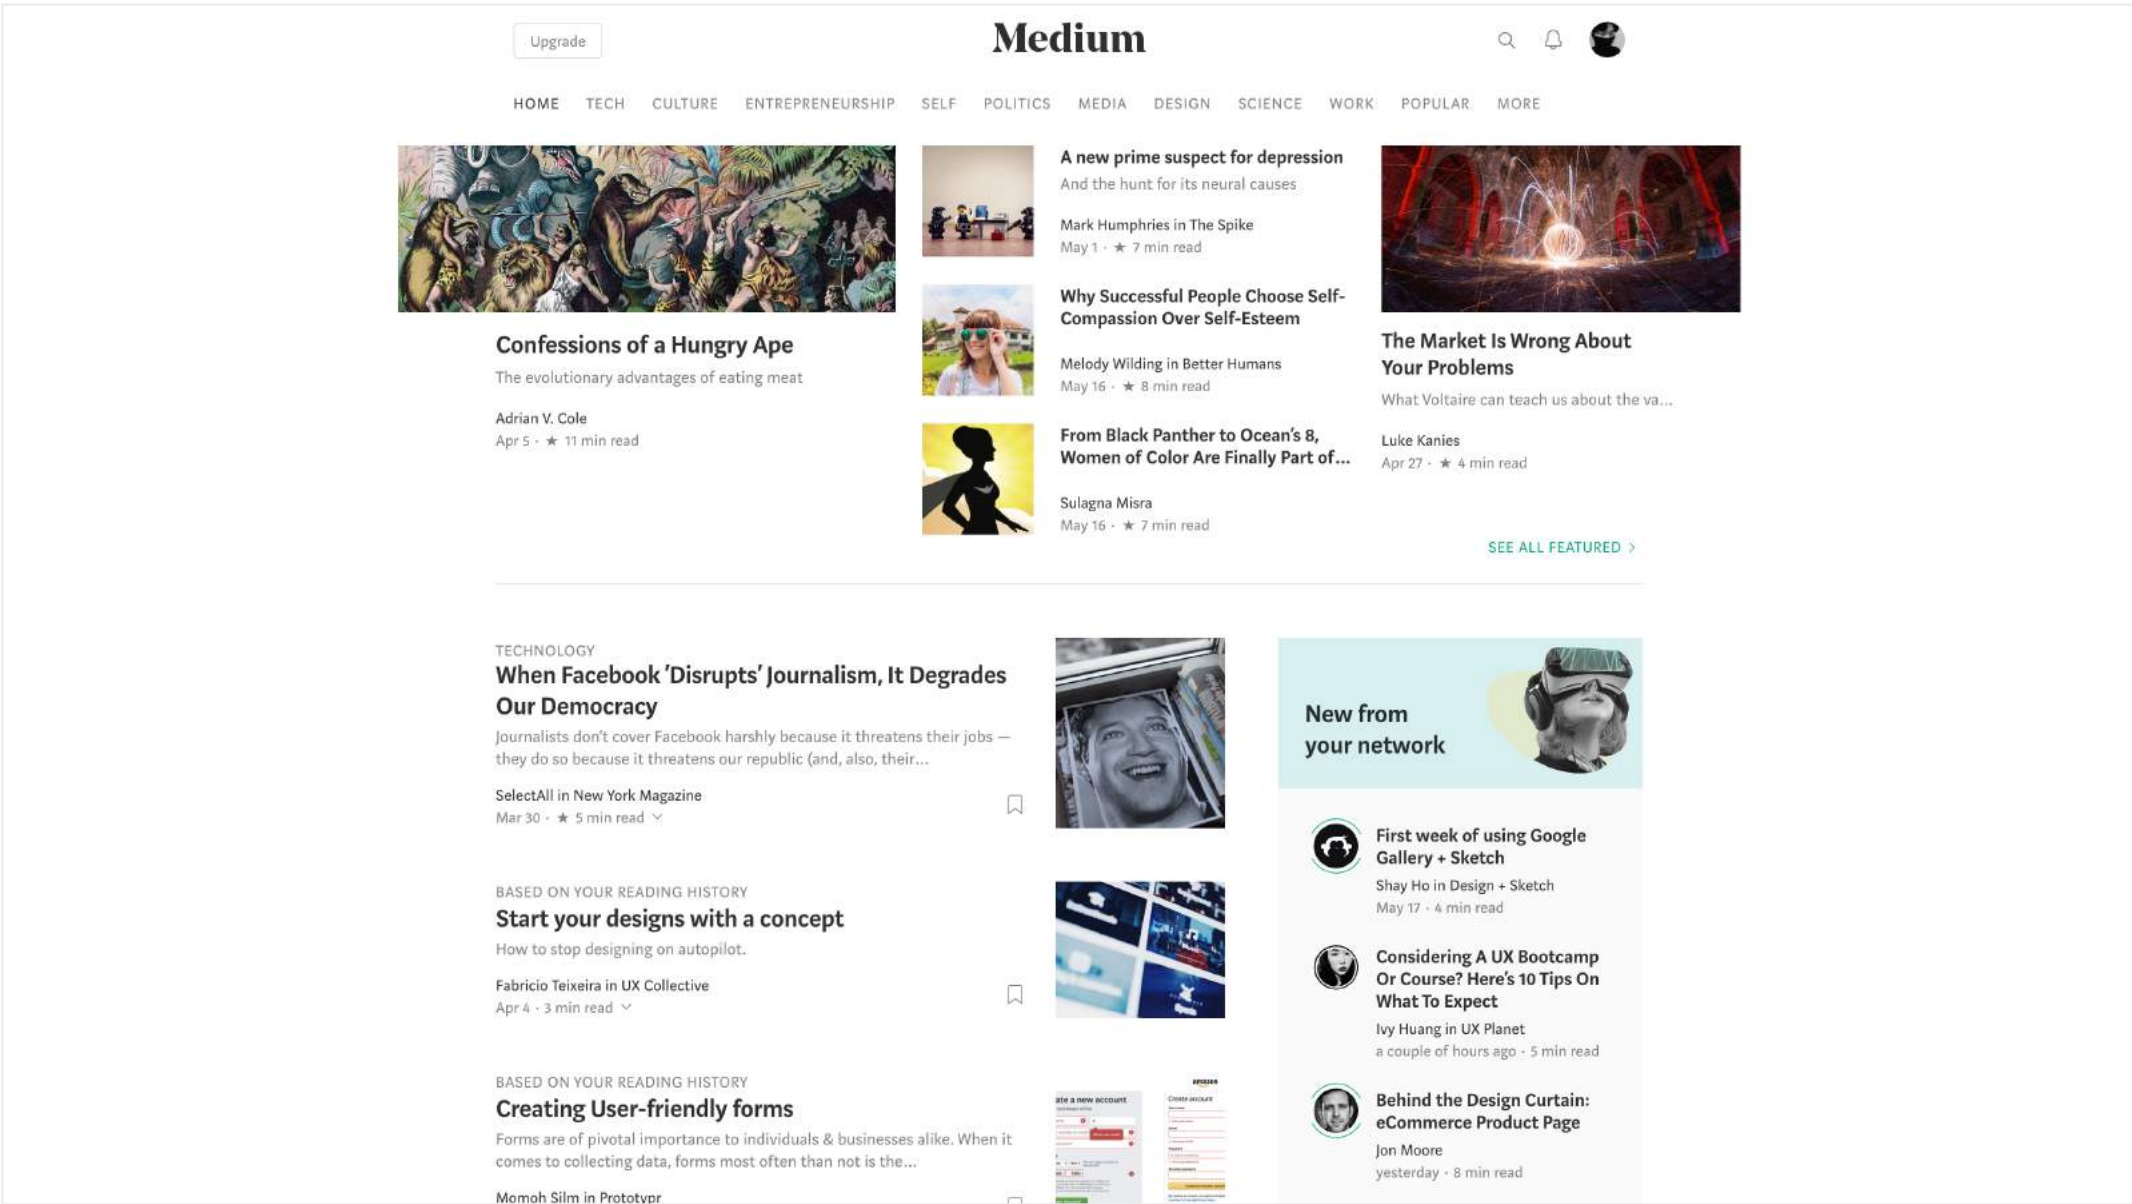 Upgrade
Medium
HOME TECH CULTURE ENTREPRENEURSHIP SELF POLITICS MEDIA DESIGN SCIENCE WORK POPULAR MORE
Confessions of a Hungry Ape
The evolutionary advantages of eating meat
Adrian V. Cole
Apr 5 · ★ 11 min read
A new prime suspect for depression
And the hunt for its neural causes
Mark Humphries in The Spike
May 1 · ★ 7 min read
Why Successful People Choose Self-
Compassion Over Self-Esteem
Melody Wilding in Better Humans
May 16 · ★ 8 min read
From Black Panther to Ocean's 8,
Women of Color Are Finally Part of...
Sulagna Misra
May 16 · ★ 7 min read
The Market Is Wrong About
Your Problems
What Voltaire can teach us about the va...
Luke Kanies
Apr 27 · ★ 4 min read
SEE ALL FEATURED >
TECHNOLOGY
When Facebook 'Disrupts' Journalism, It Degrades
Our Democracy
Journalists don't cover Facebook harshly because it threatens their jobs —
they do so because it threatens our republic (and, also, their...
SelectAll in New York Magazine
Mar 30 · ★ 5 min read
BASED ON YOUR READING HISTORY
Start your designs with a concept
How to stop designing on autopilot.
Fabricio Teixeira in UX Collective
Apr 4 · 3 min read
BASED ON YOUR READING HISTORY
Creating User-friendly forms
Forms are of pivotal importance to individuals & businesses alike. When it
comes to collecting data, forms most often than not is the...
Momoh Silm in Prototypr
ate a new account
amazon
Create account
New from
your network
First week of using Google
Gallery + Sketch
Shay Ho in Design + Sketch
May 17 · 4 min read
Considering A UX Bootcamp
Or Course? Here's 10 Tips On
What To Expect
Ivy Huang in UX Planet
a couple of hours ago · 5 min read
Behind the Design Curtain:
eCommerce Product Page
Jon Moore
yesterday · 8 min read